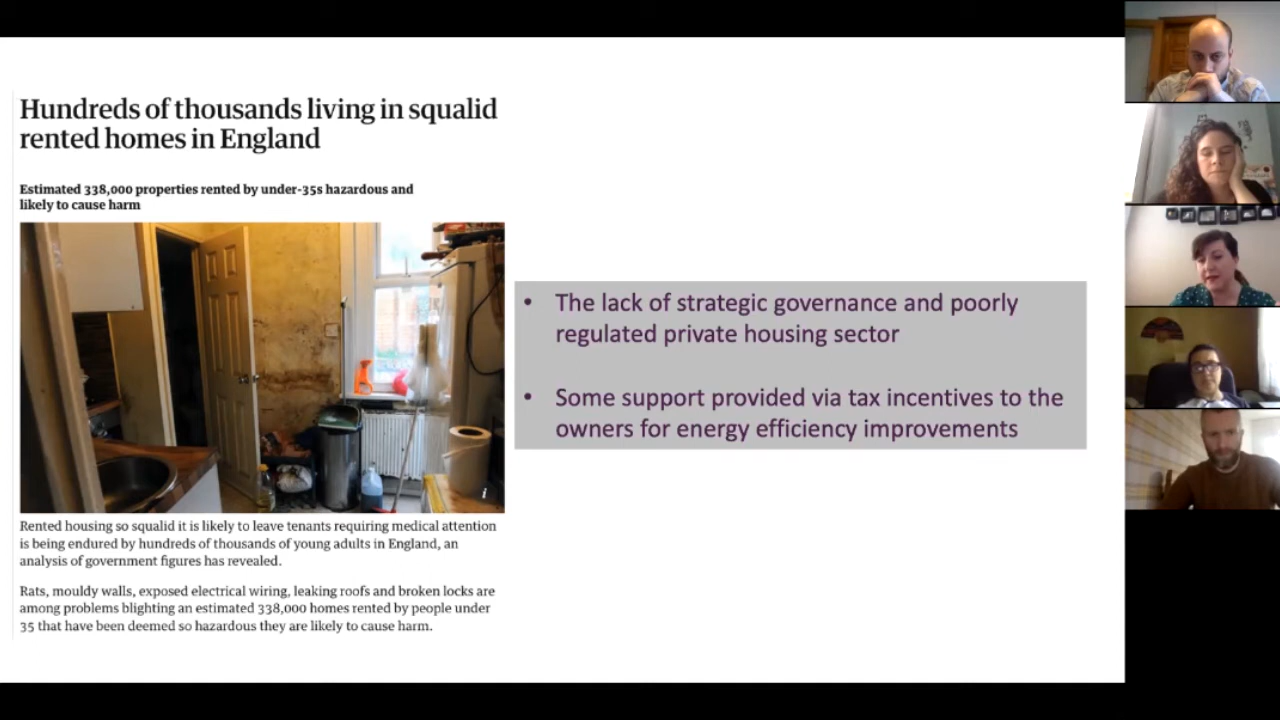 Hundreds of thousands living in squalid
rented homes in England
Estimated 338,000 properties rented by under-35s hazardous and
likely to cause harm
Rented housing so squalid it is likely to leave tenants requiring medical attention
is being endured by hundreds of thousands of young adults in England, an
analysis of government figures has revealed.
Rats, mouldy walls, exposed electrical wiring, leaking roofs and broken locks are
among problems blighting an estimated 338,000 homes rented by people under
35 that have been deemed so hazardous they are likely to cause harm.
• The lack of strategic governance and poorly
regulated private housing sector
• Some support provided via tax incentives to the
owners for energy efficiency improvements